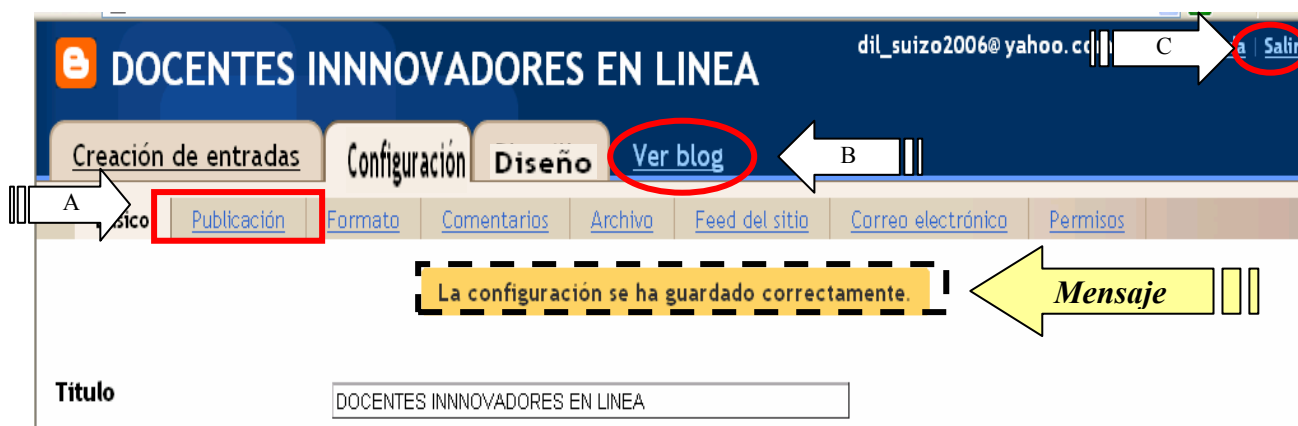 DOCENTES INNNOVADORES EN LINEA
dil_suizo2006@yahoo.com
C
Salir
Creación de entradas
Configuración
Diseño
Ver blog
B
A
Publicación
Formato
Comentarios
Archivo
Feed del sitio
Correo electrónico
Permisos
La configuración se ha guardado correctamente.
Mensaje
Título
DOCENTES INNNOVADORES EN LINEA